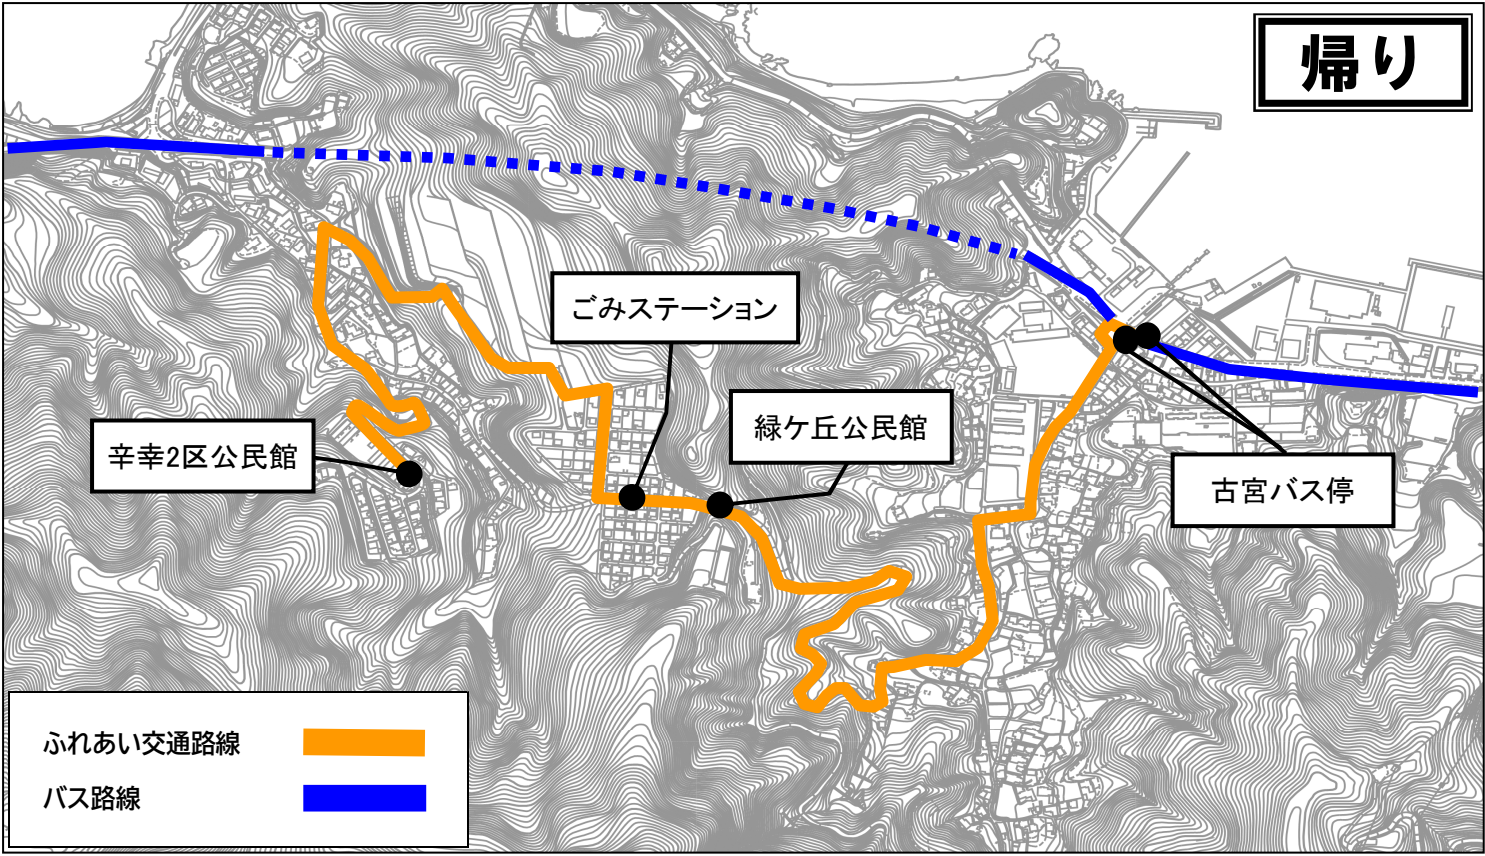 帰り
ごみステーション
緑ケ丘公民館
辛幸2区公民館
古宮バス停
ふれあい交通路線
バス路線